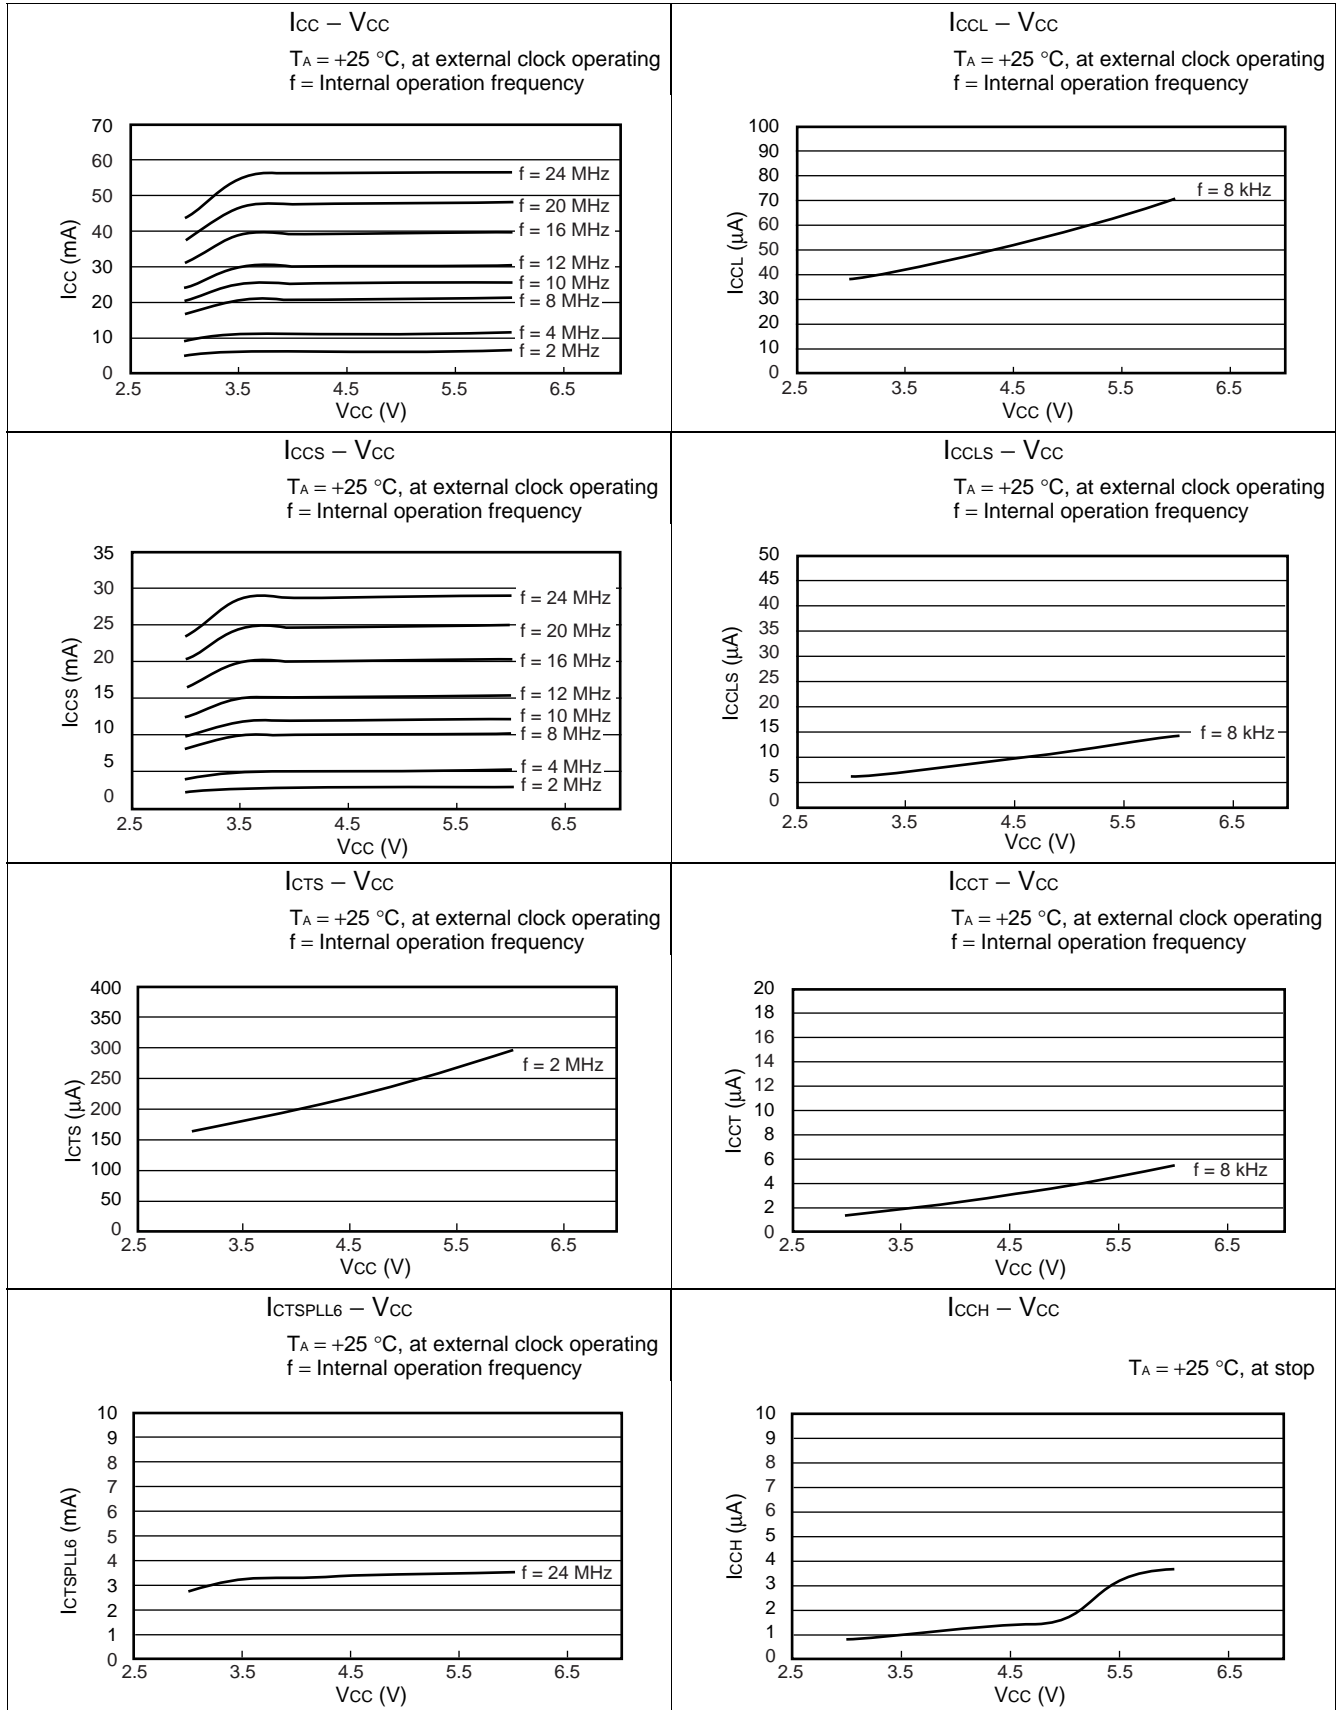 ICC – VCC
TA = +25 °C, at external clock operating
f = Internal operation frequency
70
60
50
40
30
20
10
0
ICC (mA)
f = 24 MHz
f = 20 MHz
f = 16 MHz
f = 12 MHz
f = 10 MHz
f = 8 MHz
f = 4 MHz
f = 2 MHz
2.5 3.5 4.5 5.5 6.5
VCC (V)
ICCL – VCC
TA = +25 °C, at external clock operating
f = Internal operation frequency
100
90
80
70
60
50
40
30
20
10
0
ICCL (μA)
f = 8 kHz
2.5 3.5 4.5 5.5 6.5
VCC (V)
ICCS – VCC
TA = +25 °C, at external clock operating
f = Internal operation frequency
35
30
25
20
15
10
5
0
ICCS (mA)
f = 24 MHz
f = 20 MHz
f = 16 MHz
f = 12 MHz
f = 10 MHz
f = 8 MHz
f = 4 MHz
f = 2 MHz
2.5 3.5 4.5 5.5 6.5
VCC (V)
ICCLS – VCC
TA = +25 °C, at external clock operating
f = Internal operation frequency
50
45
40
35
30
25
20
15
10
5
0
ICCLS (μA)
f = 8 kHz
2.5 3.5 4.5 5.5 6.5
VCC (V)
ICTS – VCC
TA = +25 °C, at external clock operating
f = Internal operation frequency
400
350
300
250
200
150
100
50
0
ICTS (μA)
f = 2 MHz
2.5 3.5 4.5 5.5 6.5
VCC (V)
ICCT – VCC
TA = +25 °C, at external clock operating
f = Internal operation frequency
20
18
16
14
12
10
8
6
4
2
0
ICCT (μA)
f = 8 kHz
2.5 3.5 4.5 5.5 6.5
VCC (V)
ICTSPLL6 – VCC
TA = +25 °C, at external clock operating
f = Internal operation frequency
10
9
8
7
6
5
4
3
2
1
0
ICTSPLL6 (mA)
f = 24 MHz
2.5 3.5 4.5 5.5 6.5
VCC (V)
ICCH – VCC
TA = +25 °C, at stop
10
9
8
7
6
5
4
3
2
1
0
ICCH (μA)
2.5 3.5 4.5 5.5 6.5
VCC (V)